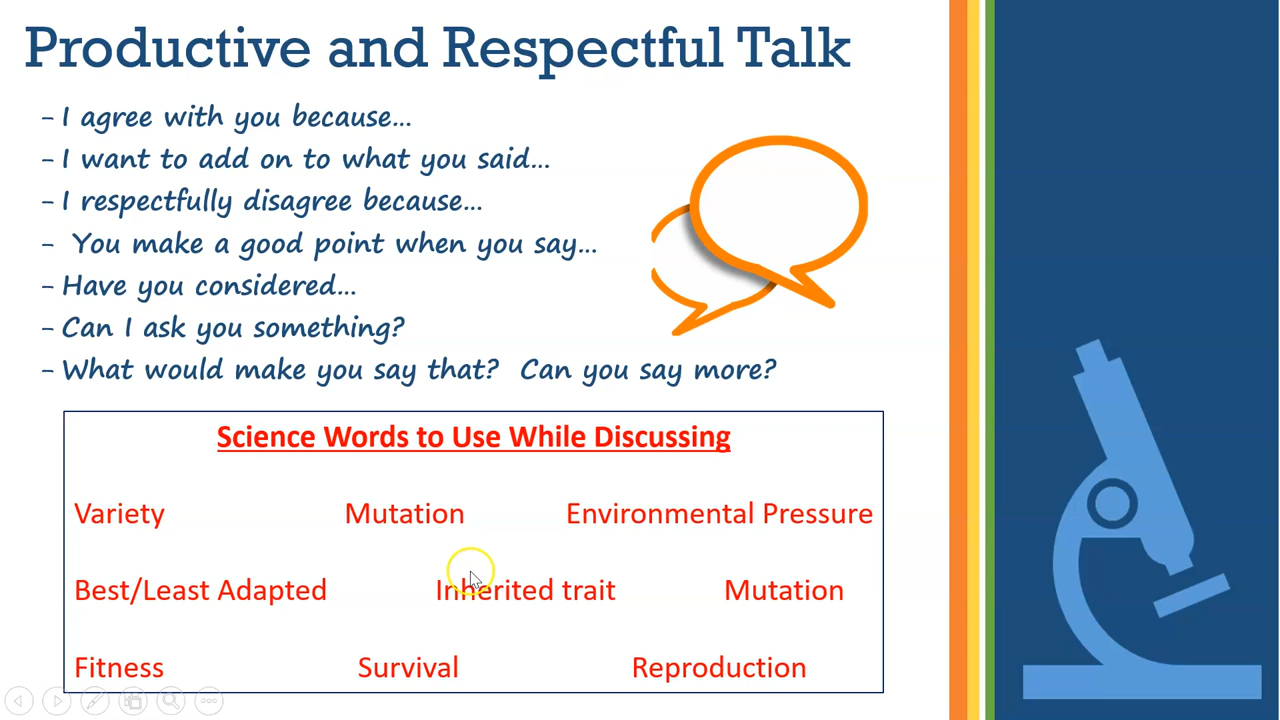 Productive and Respectful Talk
- I agree with you because...
- I want to add on to what you said...
- I respectfully disagree because...
- You make a good point when you say...
- Have you considered...
- Can I ask you something?
- What would make you say that? Can you say more?
Science Words to Use While Discussing
Variety Mutation Environmental Pressure
Best/Least Adapted Inherited trait Mutation
Fitness Survival Reproduction